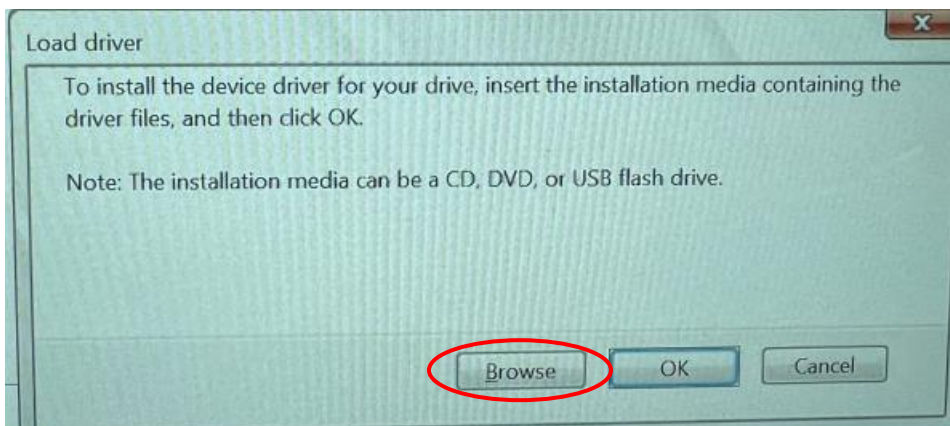 Load driver
To install the device driver for your drive, insert the installation media containing the
driver files, and then click OK.
Note: The installation media can be a CD, DVD, or USB flash drive.
Browse OK Cancel